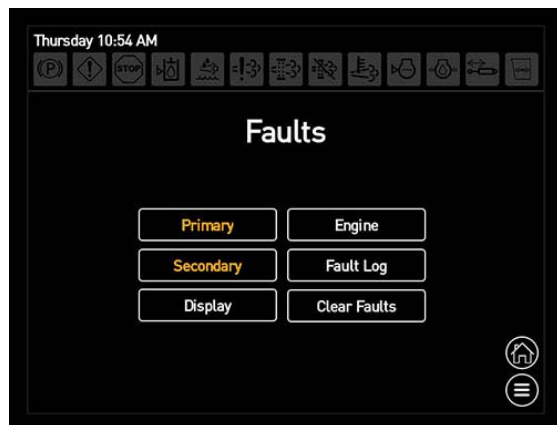 Thursday 10:54 AM
P
STOP
Faults
Primary
Engine
Secondary
Fault Log
Display
Clear Faults